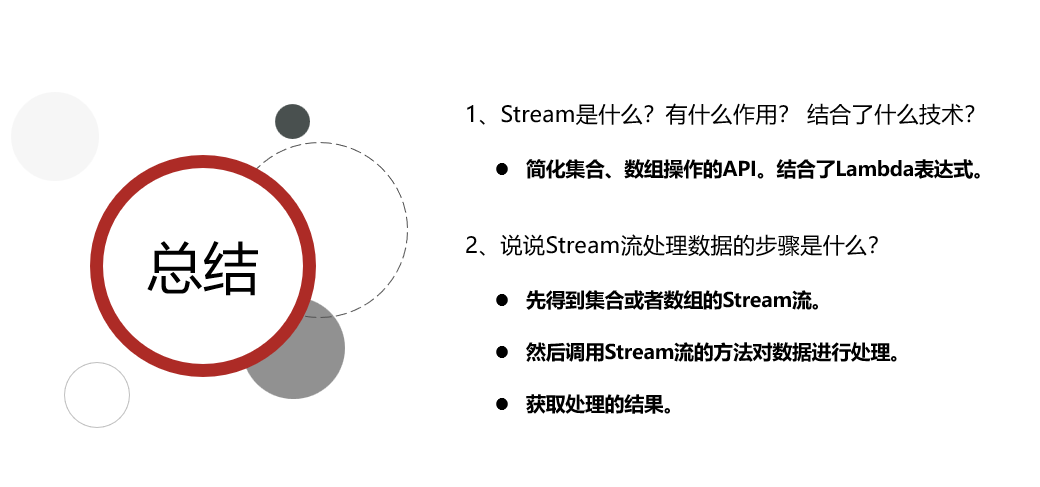 总结
1、Stream是什么？有什么作用？ 结合了什么技术？
● 简化集合、数组操作的API。结合了Lambda表达式。
2、说说Stream流处理数据的步骤是什么？
● 先得到集合或者数组的Stream流。
● 然后调用Stream流的方法对数据进行处理。
● 获取处理的结果。